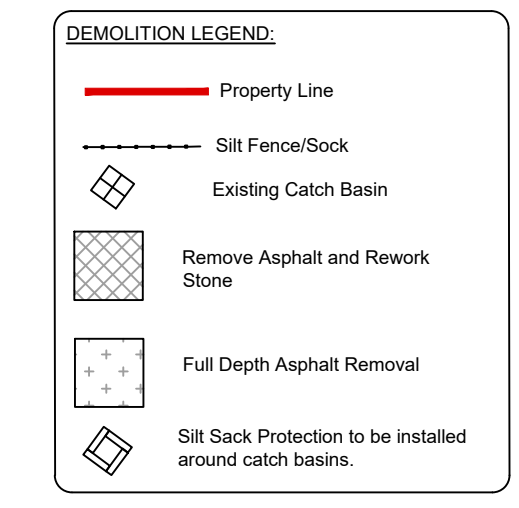 DEMOLITION LEGEND:
Property Line
Silt Fence/Sock
Existing Catch Basin
Remove Asphalt and Rework
Stone
Full Depth Asphalt Removal
Silt Sack Protection to be installed
around catch basins.